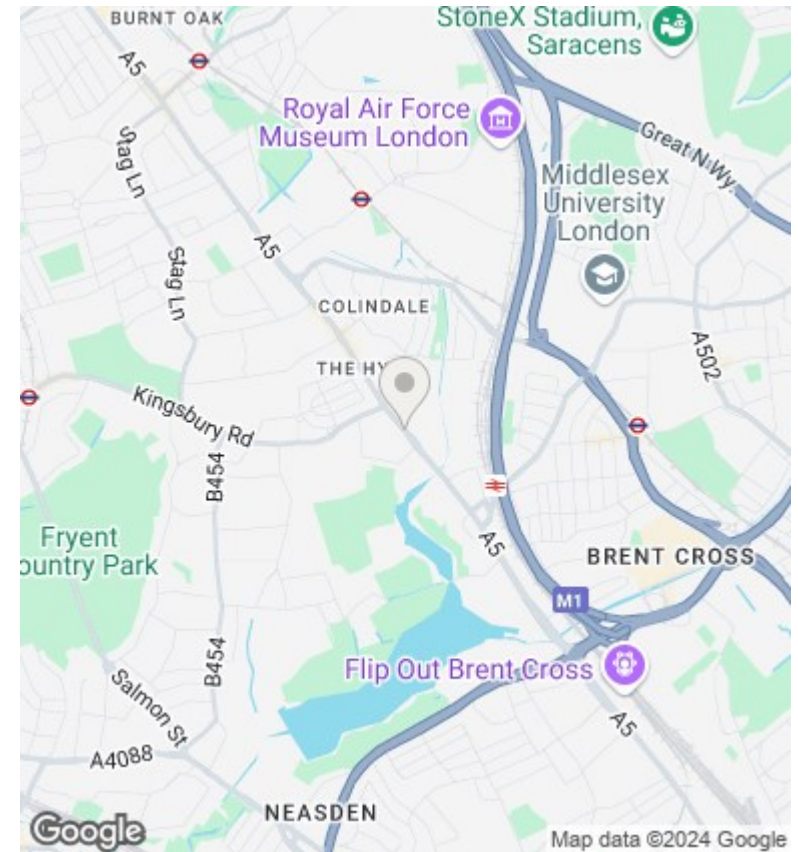 BURNT OAK
StoneX Stadium,
Saracens
A5
Royal Air Force
Museum London
Great N Wy.
Stag Ln
Middlesex
University
London
A5
Stag Ln
COLINDALE
A502
THE HY
Kingsbury Rd
B454
Fryent
ountry Park
A5
BRENT CROSS
M1
B454
Flip Out Brent Cross
Salmon St
A5
A4088
NEASDEN
Google
Map data ©2024 Google